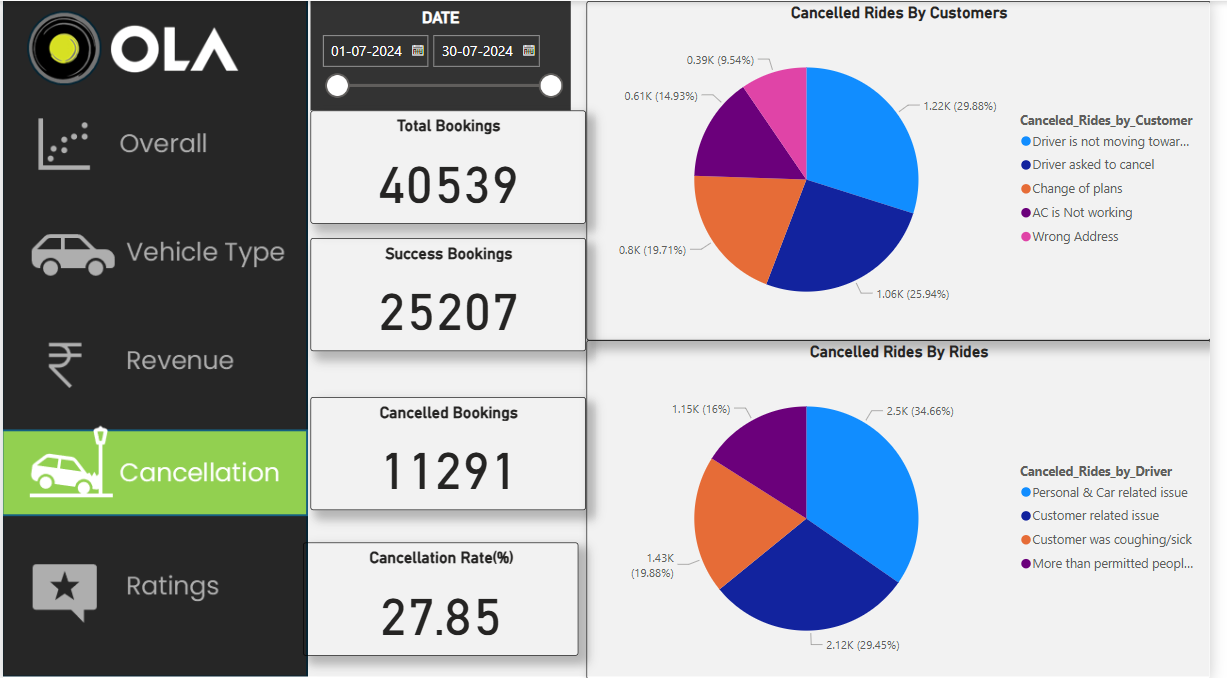 OLA
Overall
Vehicle Type
Revenue
Cancellation
Ratings
DATE
01-07-2024
30-07-2024
Total Bookings
40539
Success Bookings
25207
Cancelled Bookings
11291
Cancellation Rate(%)
27.85
Cancelled Rides By Customers
0.39K (9.54%)
0.61K (14.93%)
1.22K (29.88%)
0.8K (19.71%)
1.06K (25.94%)
Canceled_Rides_by_Customer
Driver is not moving towar...
Driver asked to cancel
Change of plans
AC is Not working
Wrong Address
Cancelled Rides By Rides
1.15K (16%)
2.5K (34.66%)
1.43K
(19.88%)
2.12K (29.45%)
Canceled_Rides_by_Driver
Personal & Car related issue
Customer related issue
Customer was coughing/sick
More than permitted peopl...